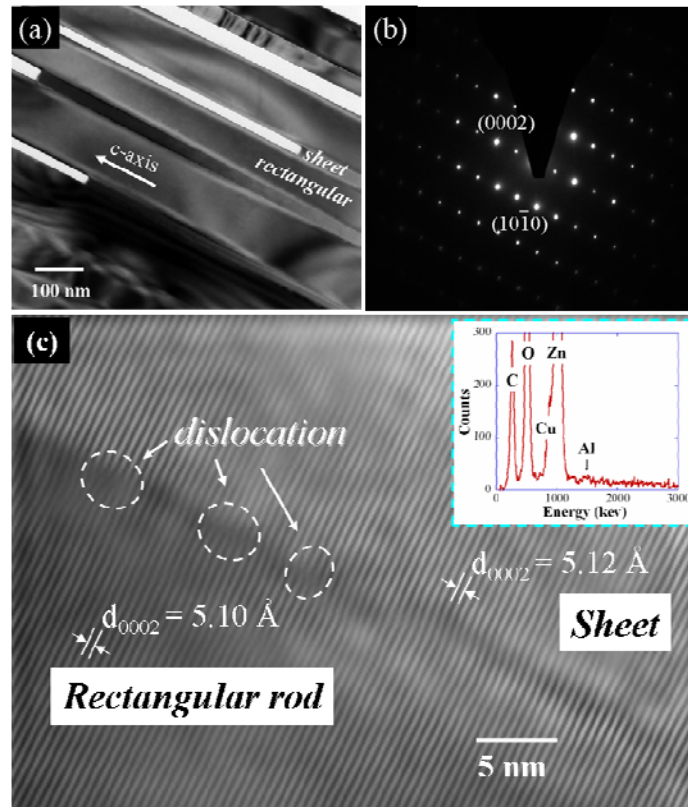 (a)
sheet
rectangular
c-axis
100 nm
(b)
(0002)
(101̄0)
(c)
dislocation
d₀₀₀₂ = 5.10 Å
Rectangular rod
d₀₀₀₂ = 5.12 Å
Sheet
5 nm
300
200
100
0
Counts
C
O
Zn
Cu
Al
0
1000
2000
3000
Energy (kev)